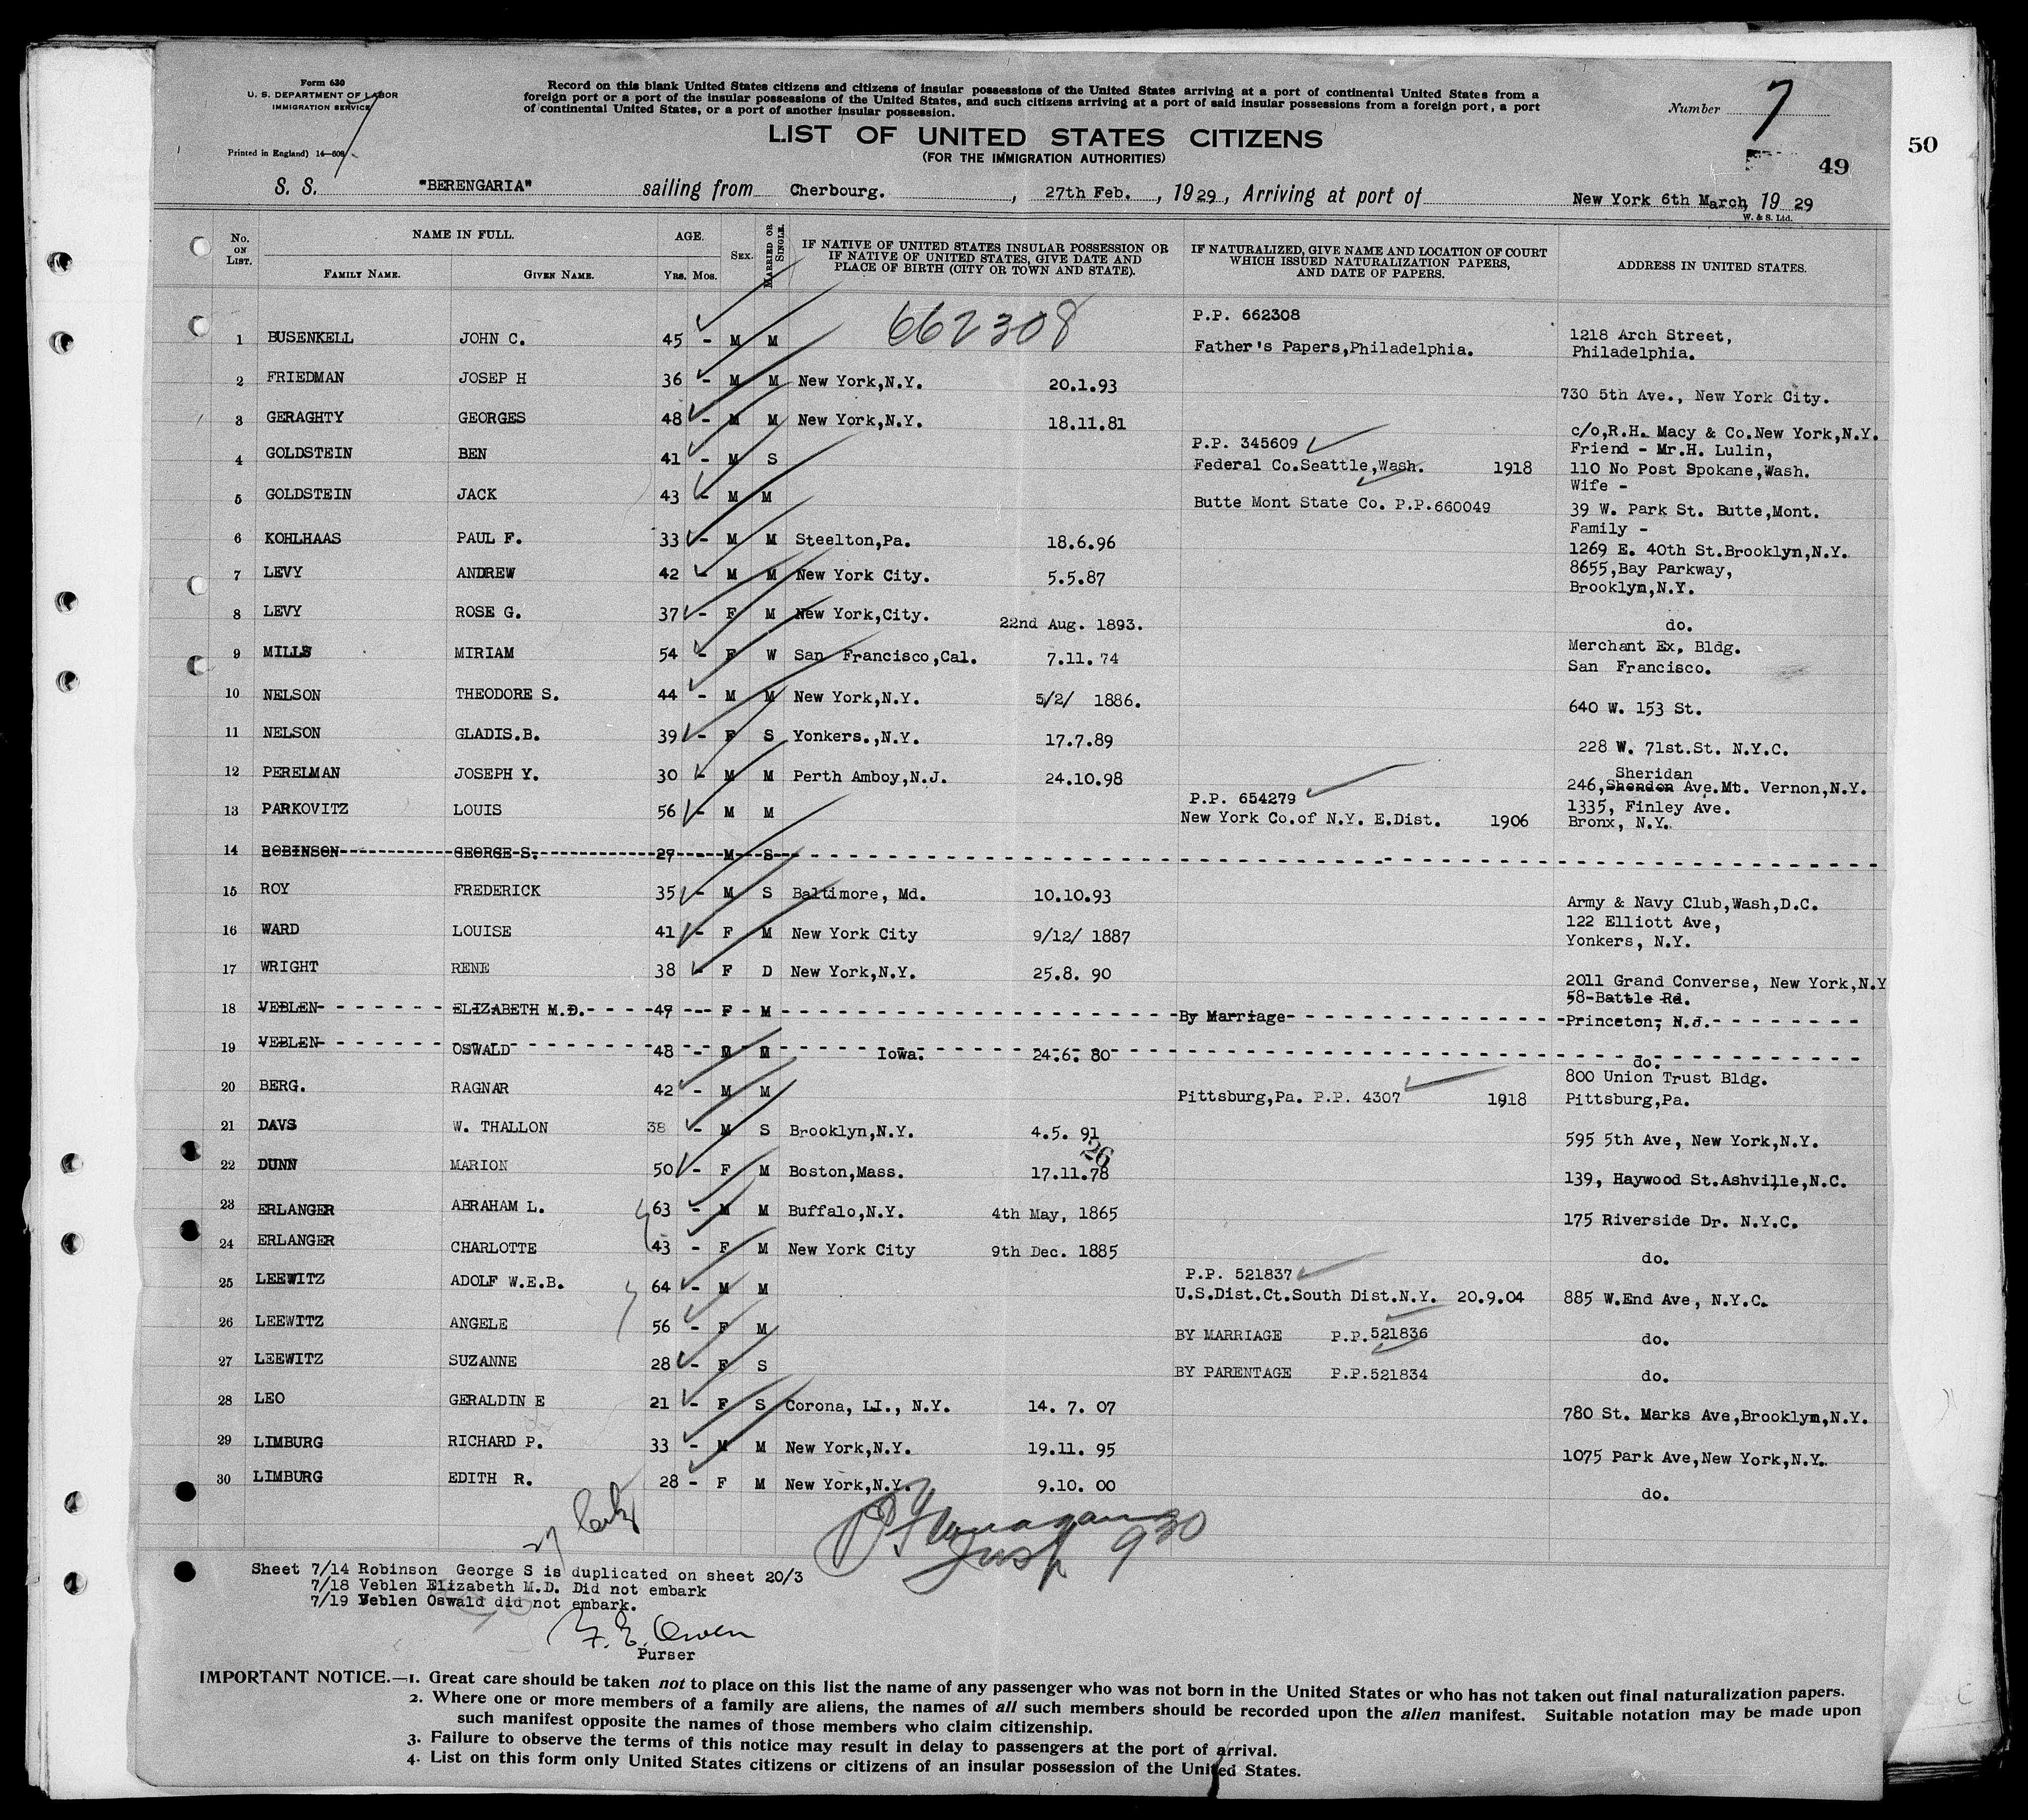 Form 630
U. S. DEPARTMENT OF LABOR
IMMIGRATION SERVICE
Printed in England) 14—608
Record on this blank United States citizens and citizens of insular possessions of the United States arriving at a port of continental United States from a
foreign port or a port of the insular possessions of the United States, and such citizens arriving at a port of said insular possessions from a foreign port, a port
of continental United States, or a port of another insular possession.
Number 7
LIST OF UNITED STATES CITIZENS
(FOR THE IMMIGRATION AUTHORITIES)
49
50
S. S. "BERENGARIA" sailing from Cherbourg. , 27th Feb. , 1929, Arriving at port of New York 6th March, 1929
W. & S. Ltd.
No. ON LIST. NAME IN FULL. AGE. SEX. MARRIED OR SINGLE. IF NATIVE OF UNITED STATES INSULAR POSSESSION OR IF NATIVE OF UNITED STATES, GIVE DATE AND PLACE OF BIRTH (CITY OR TOWN AND STATE). IF NATURALIZED, GIVE NAME AND LOCATION OF COURT WHICH ISSUED NATURALIZATION PAPERS, AND DATE OF PAPERS. ADDRESS IN UNITED STATES.
FAMILY NAME. GIVEN NAME. YRS. MOS.
662308 P.P. 662308
1 BUSENKELL JOHN C. 45 - M M Father's Papers,Philadelphia. 1218 Arch Street,
Philadelphia.
2 FRIEDMAN JOSEP H 36 - M M New York,N.Y. 20.1.93 730 5th Ave., New York City.
3 GERAGHTY GEORGES 48 - M M New York,N.Y. 18.11.81 c/o,R.H. Macy & Co.New York,N.Y.
P.P. 345609 Friend - Mr.H. Lulin,
4 GOLDSTEIN BEN 41 - M S Federal Co.Seattle,Wash. 1918 110 No Post Spokane,Wash.
Wife -
5 GOLDSTEIN JACK 43 - M M Butte Mont State Co. P.P.660049 39 W. Park St. Butte,Mont.
Family -
6 KOHLHAAS PAUL F. 33 - M M Steelton,Pa. 18.6.96 1269 E. 40th St.Brooklyn,N.Y.
7 LEVY ANDREW 42 - M M New York City. 5.5.87 8655,Bay Parkway,
Brooklyn,N.Y.
8 LEVY ROSE G. 37 - F M New York,City. 22nd Aug. 1893. do.
9 MILLS MIRIAM 54 - F W San Francisco,Cal. 7.11.74 Merchant Ex, Bldg.
San Francisco.
10 NELSON THEODORE S. 44 - M M New York,N.Y. 5/2/ 1886. 640 W. 153 St.
11 NELSON GLADIS.B. 39 - F S Yonkers.,N.Y. 17.7.89 228 W. 71st.St. N.Y.C.
Sheridan
12 PERELMAN JOSEPH Y. 30 - M M Perth Amboy,N.J. 24.10.98 246,Shendon Ave.Mt. Vernon,N.Y.
P.P. 654279 1335, Finley Ave.
13 PARKOVITZ LOUIS 56 - M M New York Co.of N.Y. E.Dist. 1906 Bronx, N.Y.
14 ROBINSON GEORGE S. 27 M S
15 ROY FREDERICK 35 - M S Baltimore, Md. 10.10.93 Army & Navy Club,Wash,D.C.
122 Elliott Ave,
16 WARD LOUISE 41 - F M New York City 9/12/ 1887 Yonkers, N.Y.
17 WRIGHT RENE 38 - F D New York,N.Y. 25.8. 90 2011 Grand Converse, New York,N.Y
58-Battle Rd.
18 VEBLEN ELIZABETH M.D. 47 - F M By Marriage Princeton, N.J.
19 VEBLEN OSWALD 48 - M M Iowa. 24.6. 80 do.
800 Union Trust Bldg.
20 BERG. RAGNAR 42 - M M Pittsburg,Pa. P.P. 4307 1918 Pittsburg,Pa.
21 DAVS W. THALLON 38 - M S Brooklyn,N.Y. 4.5. 91 595 5th Ave, New York,N.Y.
26
22 DUNN MARION 50 - F M Boston,Mass. 17.11.78 139, Haywood St.Ashville,N.C.
23 ERLANGER ABRAHAM L. 63 - M M Buffalo,N.Y. 4th May, 1865 175 Riverside Dr. N.Y.C.
24 ERLANGER CHARLOTTE 43 - F M New York City 9th Dec. 1885 do.
P.P. 521837
25 LEEWITZ ADOLF W.E.B. 64 - M M U.S.Dist.Ct.South Dist.N.Y. 20.9.04 885 W.End Ave, N.Y.C.
26 LEEWITZ ANGELE 56 - F M BY MARRIAGE P.P.521836 do.
27 LEEWITZ SUZANNE 28 - F S BY PARENTAGE P.P.521834 do.
28 LEO GERALDIN E 21 - F S Corona, LI., N.Y. 14. 7. 07 780 St. Marks Ave,Brooklyn,N.Y.
29 LIMBURG RICHARD P. 33 - M M New York,N.Y. 19.11. 95 1075 Park Ave,New York,N.Y.
30 LIMBURG EDITH R. 28 - F M New York,N.Y. 9.10. 00 do.
930
Sheet 7/14 Robinson George S is duplicated on sheet 20/3
7/18 Veblen Elizabeth M.D. Did not embark
7/19 Veblen Oswald did not embark.
F. E. Owen
Purser
IMPORTANT NOTICE.—1. Great care should be taken not to place on this list the name of any passenger who was not born in the United States or who has not taken out final naturalization papers.
2. Where one or more members of a family are aliens, the names of all such members should be recorded upon the alien manifest. Suitable notation may be made upon
such manifest opposite the names of those members who claim citizenship.
3. Failure to observe the terms of this notice may result in delay to passengers at the port of arrival.
4. List on this form only United States citizens or citizens of an insular possession of the United States.